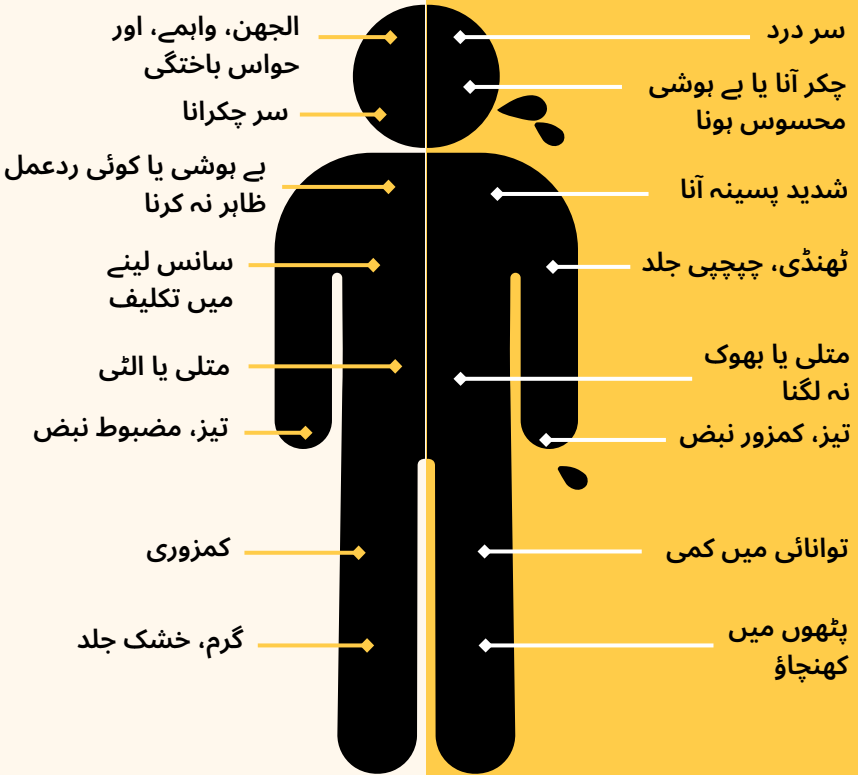 سر درد
چکر آنا یا بے ہوشی
محسوس ہونا
شدید پسینہ آنا
ٹھنڈی، چپچپی جلد
متلی یا بھوک
نہ لگنا
تیز، کمزور نبض
توانائی میں کمی
پٹھوں میں
کھنچاؤ
الجھن، واہمے، اور
حواس باختگی
سر چکرانا
بے ہوشی یا کوئی ردعمل
ظاہر نہ کرنا
سانس لینے
میں تکلیف
متلی یا الٹی
تیز، مضبوط نبض
کمزوری
گرم، خشک جلد